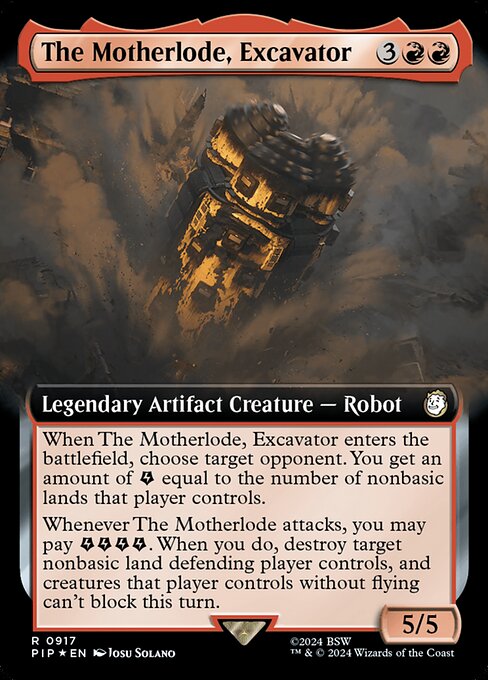 The Motherlode, Excavator 3
Legendary Artifact Creature — Robot
When The Motherlode, Excavator enters the
battlefield, choose target opponent. You get an
amount of equal to the number of nonbasic
lands that player controls.
Whenever The Motherlode attacks, you may
pay . When you do, destroy target
nonbasic land defending player controls, and
creatures that player controls without flying
can't block this turn.
5/5
R 0917
PIP ★ EN Josu Solano
©2024 BSW
™ & © 2024 Wizards of the Coast